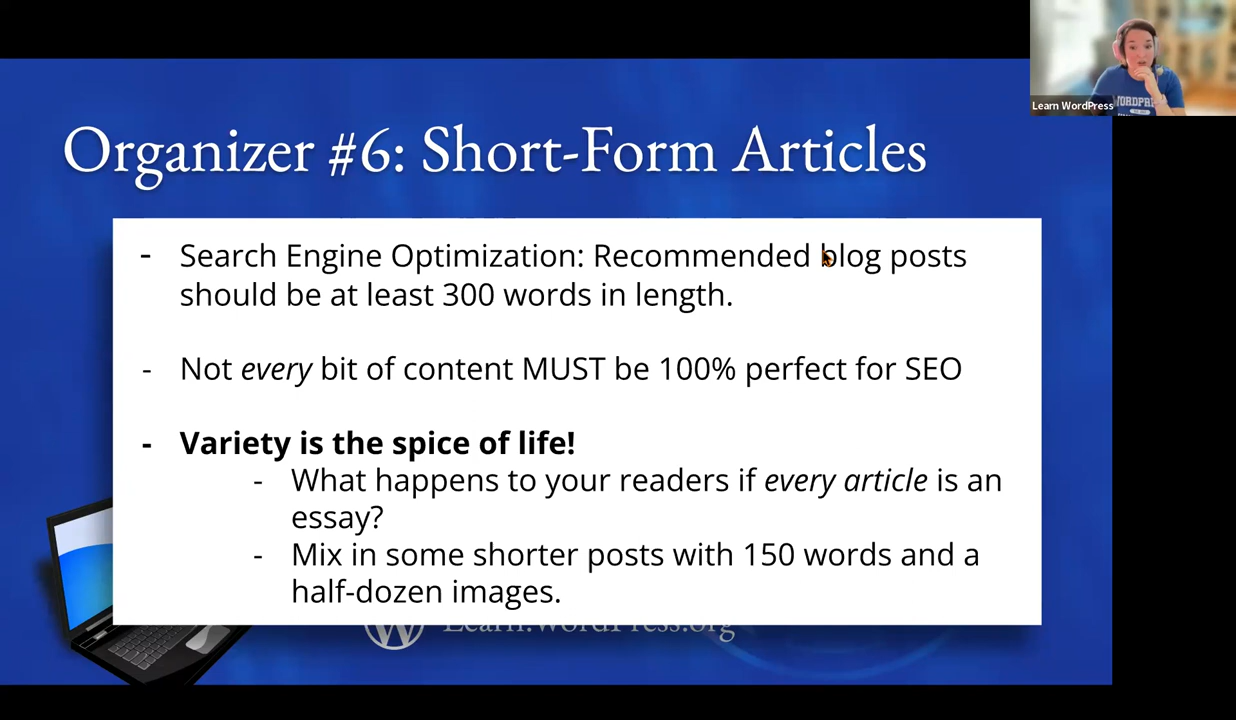 Learn WordPress
WORDPRE
Organizer #6: Short-Form Articles
- Search Engine Optimization: Recommended blog posts
should be at least 300 words in length.
- Not every bit of content MUST be 100% perfect for SEO
- Variety is the spice of life!
- What happens to your readers if every article is an
essay?
- Mix in some shorter posts with 150 words and a
half-dozen images.
Learn.WordPress.org